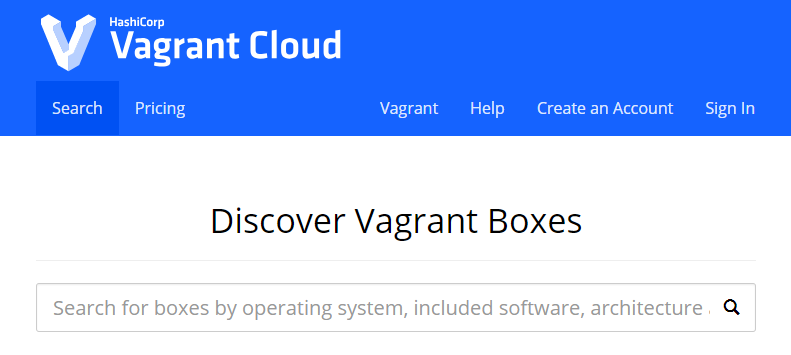 HashiCorp
Vagrant Cloud
Search Pricing Vagrant Help Create an Account Sign In
Discover Vagrant Boxes
Search for boxes by operating system, included software, architecture